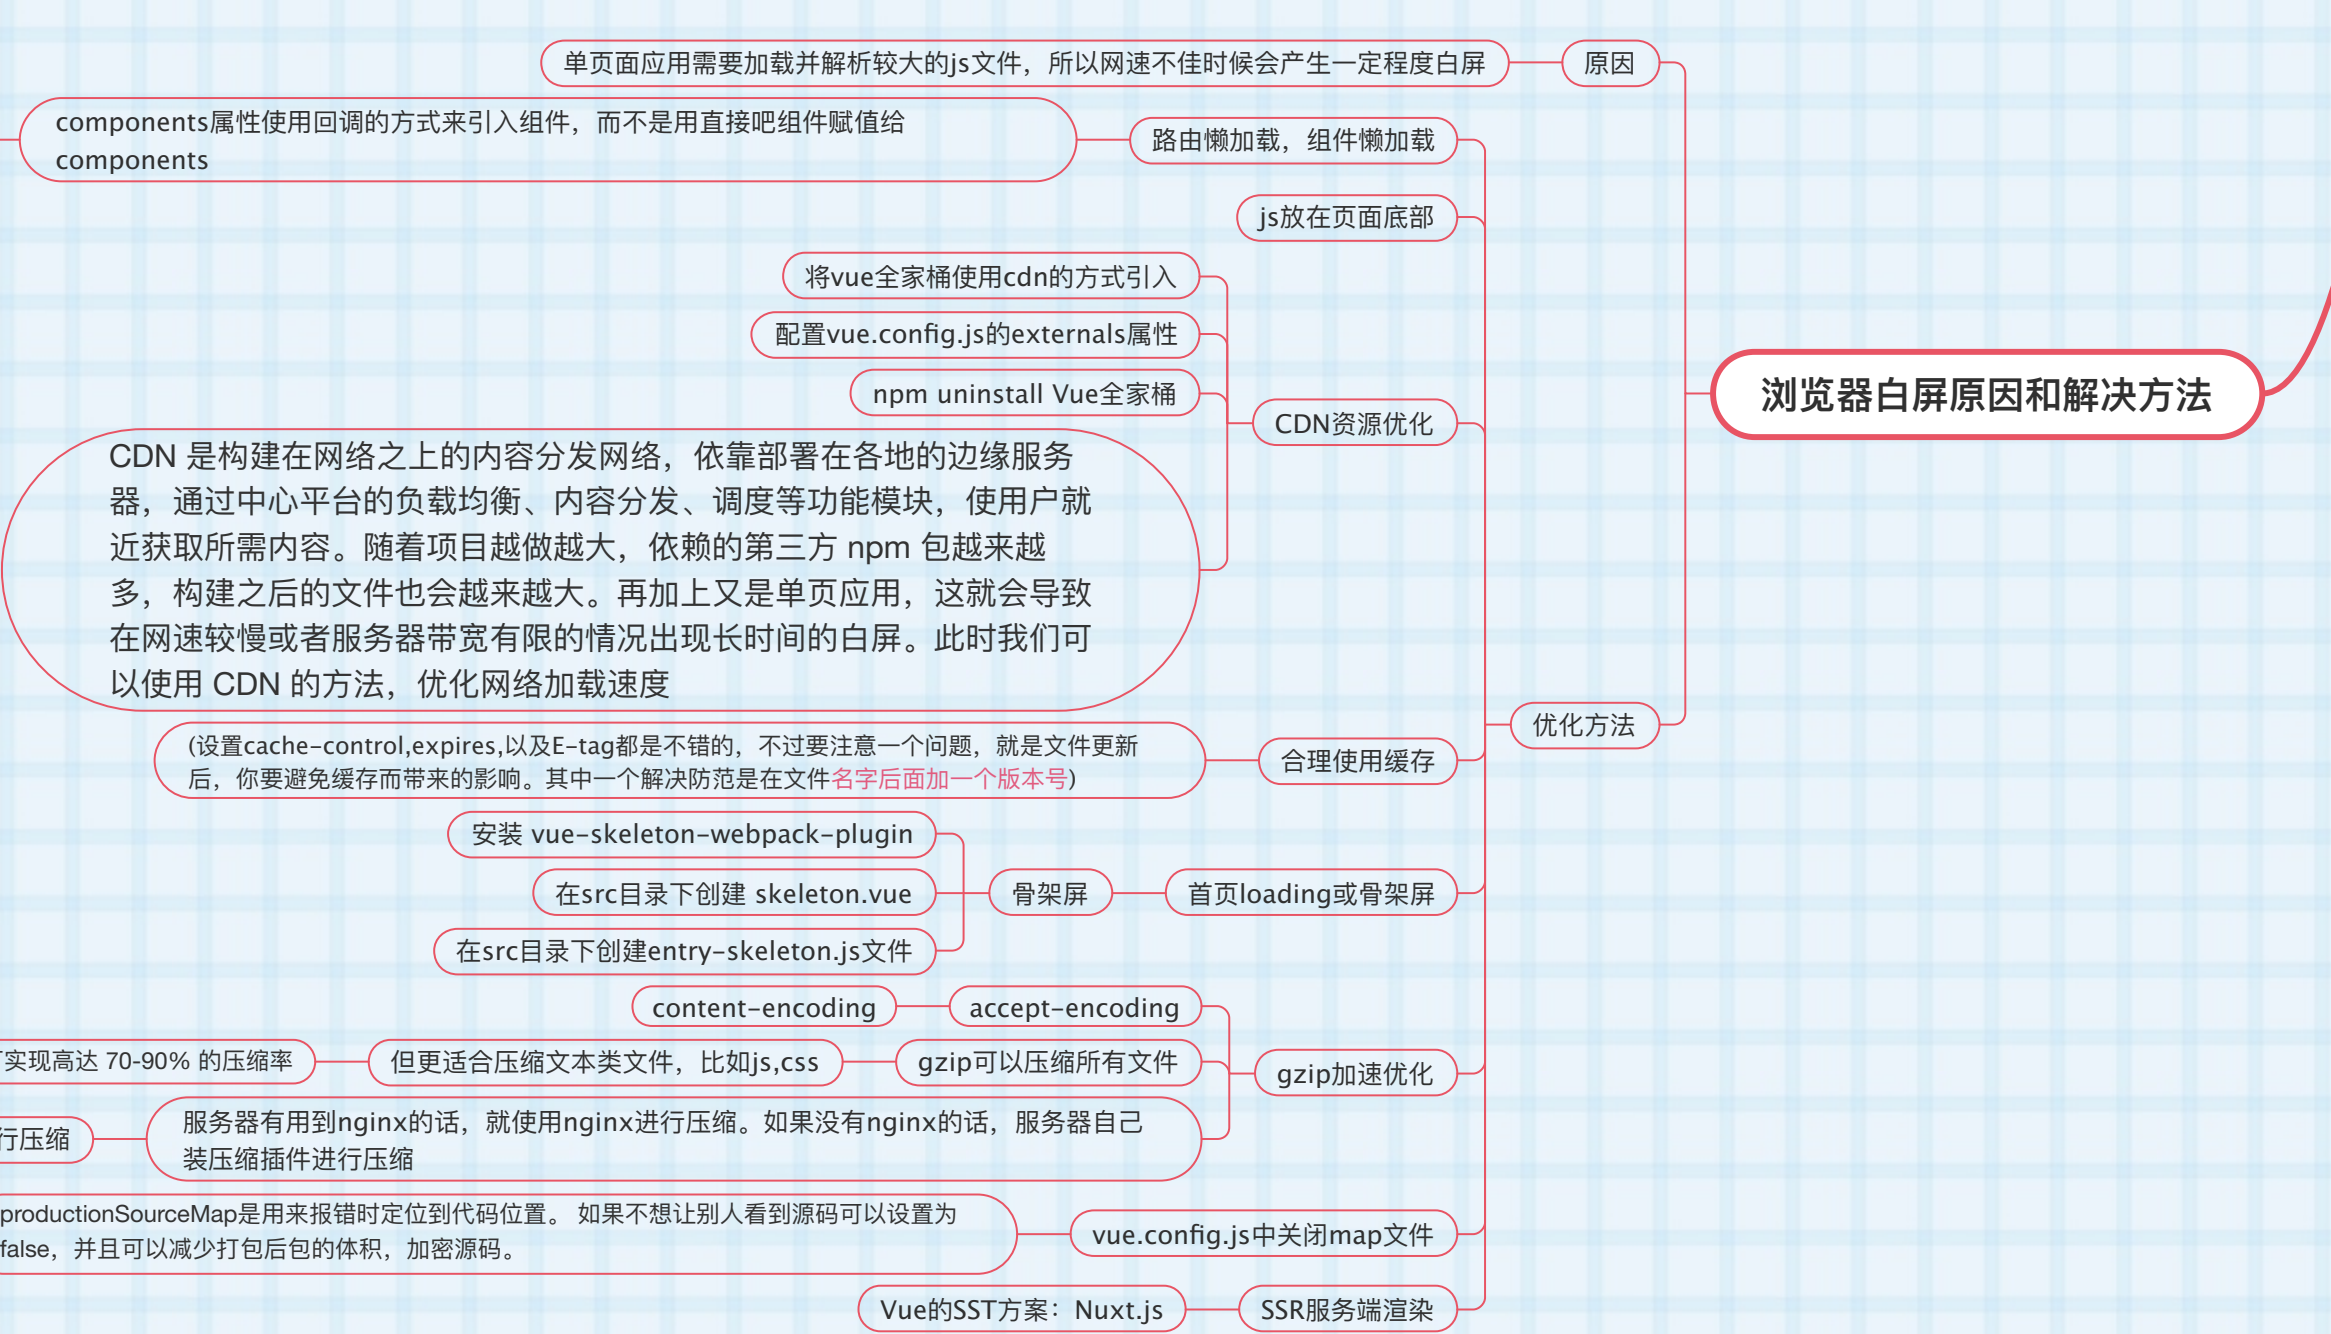 单页面应用需要加载并解析较大的js文件，所以网速不佳时候会产生一定程度白屏
原因
components属性使用回调的方式来引入组件，而不是用直接吧组件赋值给
components
路由懒加载，组件懒加载
js放在页面底部
将vue全家桶使用cdn的方式引入
配置vue.config.js的externals属性
npm uninstall Vue全家桶
CDN资源优化
浏览器白屏原因和解决方法
CDN 是构建在网络之上的内容分发网络，依靠部署在各地的边缘服务
器，通过中心平台的负载均衡、内容分发、调度等功能模块，使用户就
近获取所需内容。随着项目越做越大，依赖的第三方 npm 包越来越
多，构建之后的文件也会越来越大。再加上又是单页应用，这就会导致
在网速较慢或者服务器带宽有限的情况出现长时间的白屏。此时我们可
以使用 CDN 的方法，优化网络加载速度
优化方法
(设置cache-control,expires,以及E-tag都是不错的，不过要注意一个问题，就是文件更新
后，你要避免缓存而带来的影响。其中一个解决防范是在文件名字后面加一个版本号)
合理使用缓存
安装 vue-skeleton-webpack-plugin
在src目录下创建 skeleton.vue
骨架屏
首页loading或骨架屏
在src目录下创建entry-skeleton.js文件
content-encoding
accept-encoding
实现高达 70-90% 的压缩率
但更适合压缩文本类文件，比如js,css
gzip可以压缩所有文件
gzip加速优化
行压缩
服务器有用到nginx的话，就使用nginx进行压缩。如果没有nginx的话，服务器自己
装压缩插件进行压缩
productionSourceMap是用来报错时定位到代码位置。 如果不想让别人看到源码可以设置为
false，并且可以减少打包后包的体积，加密源码。
vue.config.js中关闭map文件
Vue的SST方案：Nuxt.js
SSR服务端渲染